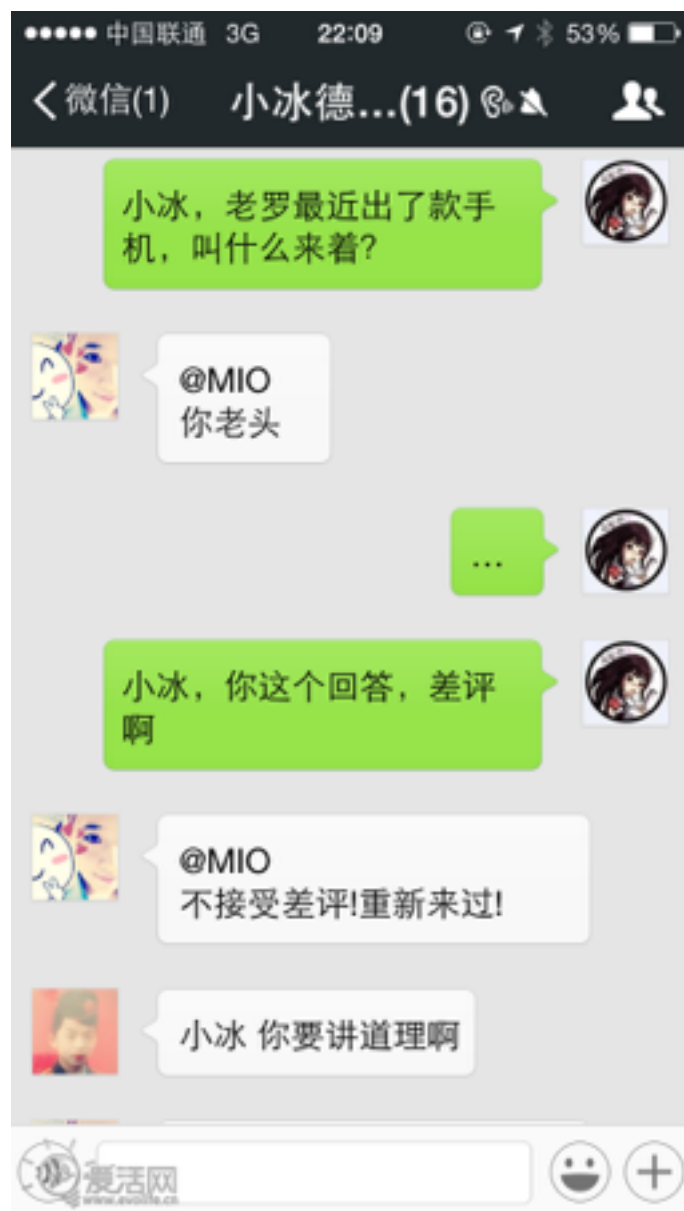 中国联通 3G 22:09 53%
微信(1) 小冰德...(16)
小冰，老罗最近出了款手
机，叫什么来着?
@MIO
你老头
...
小冰，你这个回答，差评
啊
@MIO
不接受差评!重新来过!
小冰 你要讲道理啊
爱活网
www.evolife.cn